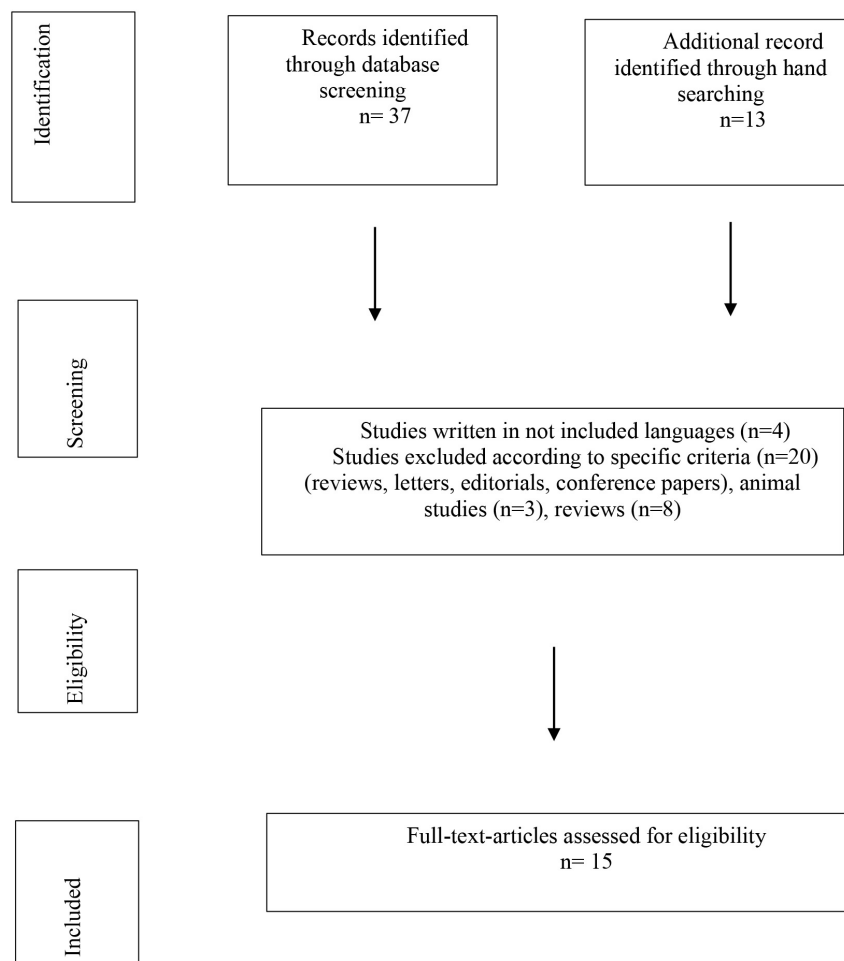 Identification
Records identified
through database
screening
n= 37
Additional record
identified through hand
searching
n=13
Screening
Studies written in not included languages (n=4)
Studies excluded according to specific criteria (n=20)
(reviews, letters, editorials, conference papers), animal
studies (n=3), reviews (n=8)
Eligibility
Full-text-articles assessed for eligibility
n= 15
Included